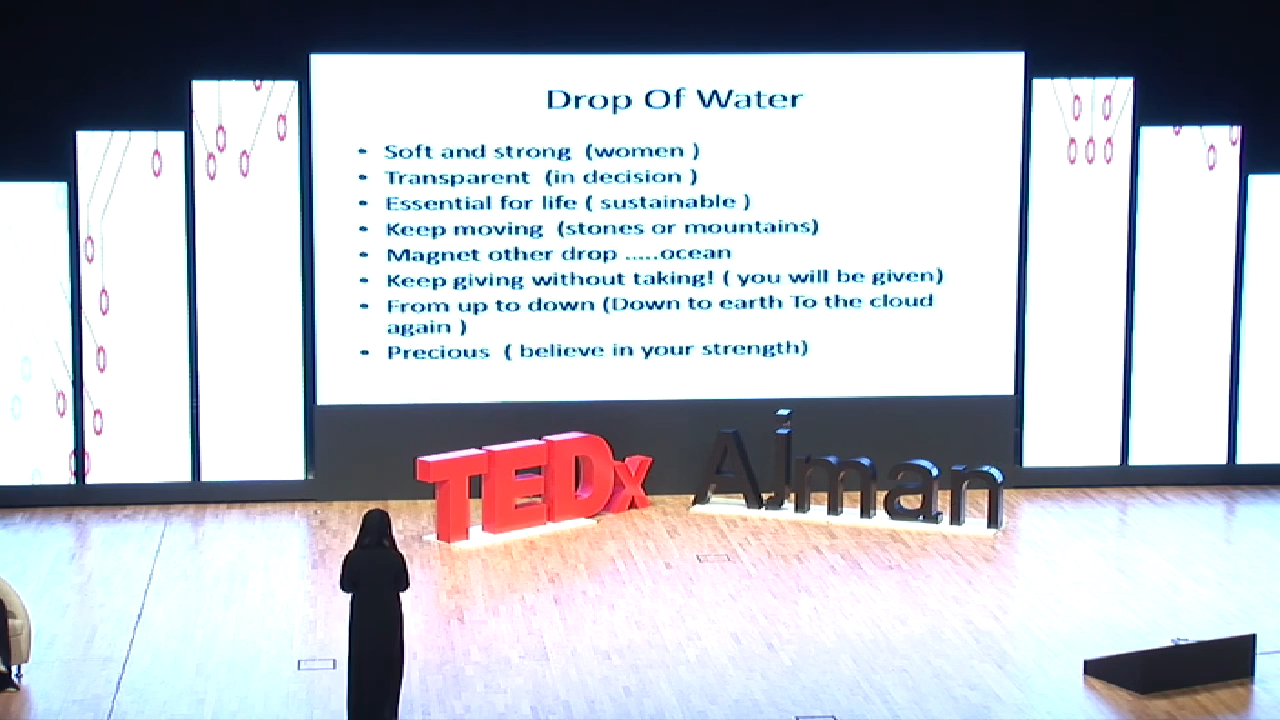 Drop Of Water
• Soft and strong (women )
• Transparent (in decision )
• Essential for life ( sustainable )
• Keep moving (stones or mountains)
• Magnet other drop .....ocean
• Keep giving without taking! ( you will be given)
• From up to down (Down to earth To the cloud
again )
• Precious ( believe in your strength)
TEDx Ajman